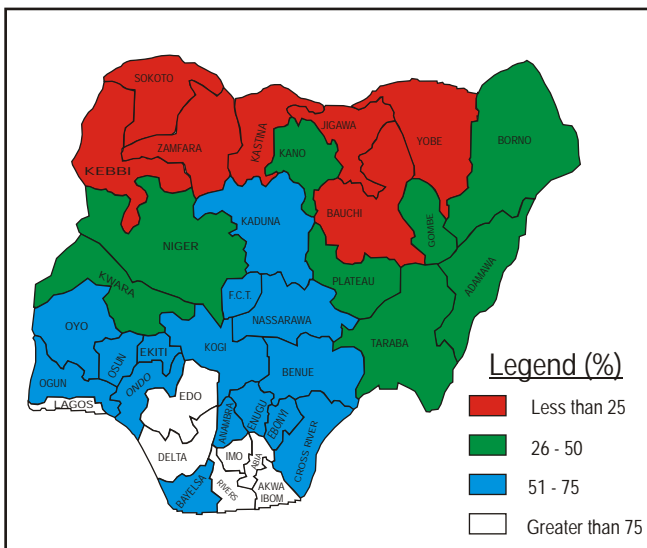 SOKOTO
KASTINA
JIGAWA
YOBE
BORNO
ZAMFARA
KANO
KEBBI
BAUCHI
GOMBE
KADUNA
NIGER
ADAMAWA
PLATEAU
KWARA
F.C.T.
NASSARAWA
TARABA
OYO
OSUN
EKITI
KOGI
BENUE
OGUN
ONDO
EDO
LAGOS
ANAMBRA
ENUGU
EBONYI
CROSS RIVER
DELTA
IMO
ABIA
BAYELSA
RIVERS
AKWA
IBOM
Legend (%)
Less than 25
26 - 50
51 - 75
Greater than 75